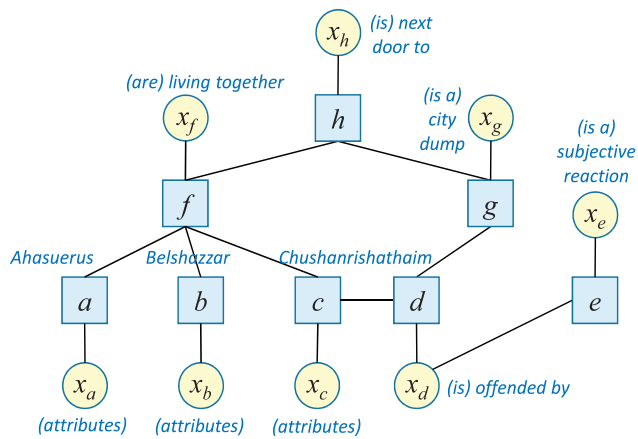 x_h
(is) next
door to
(are) living together
x_f
h
(is a)
city
dump
x_g
(is a)
subjective
reaction
f
g
x_e
Ahasuerus
Belshazzar
Chushanrishathaim
a
b
c
d
e
x_a
x_b
x_c
x_d
(is) offended by
(attributes)
(attributes)
(attributes)